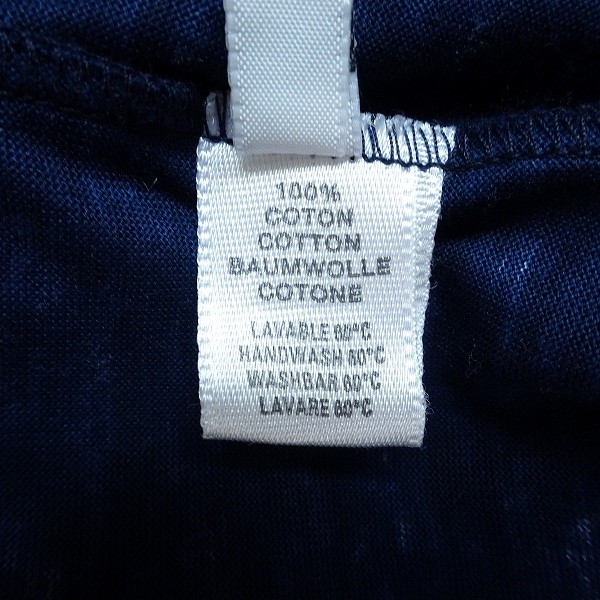 100%
COTON
COTTON
BAUMWOLLE
COTONE
LAVABLE 60°C
HANDWASH 60°C
WASHBAR 60°C
LAVARE 60°C